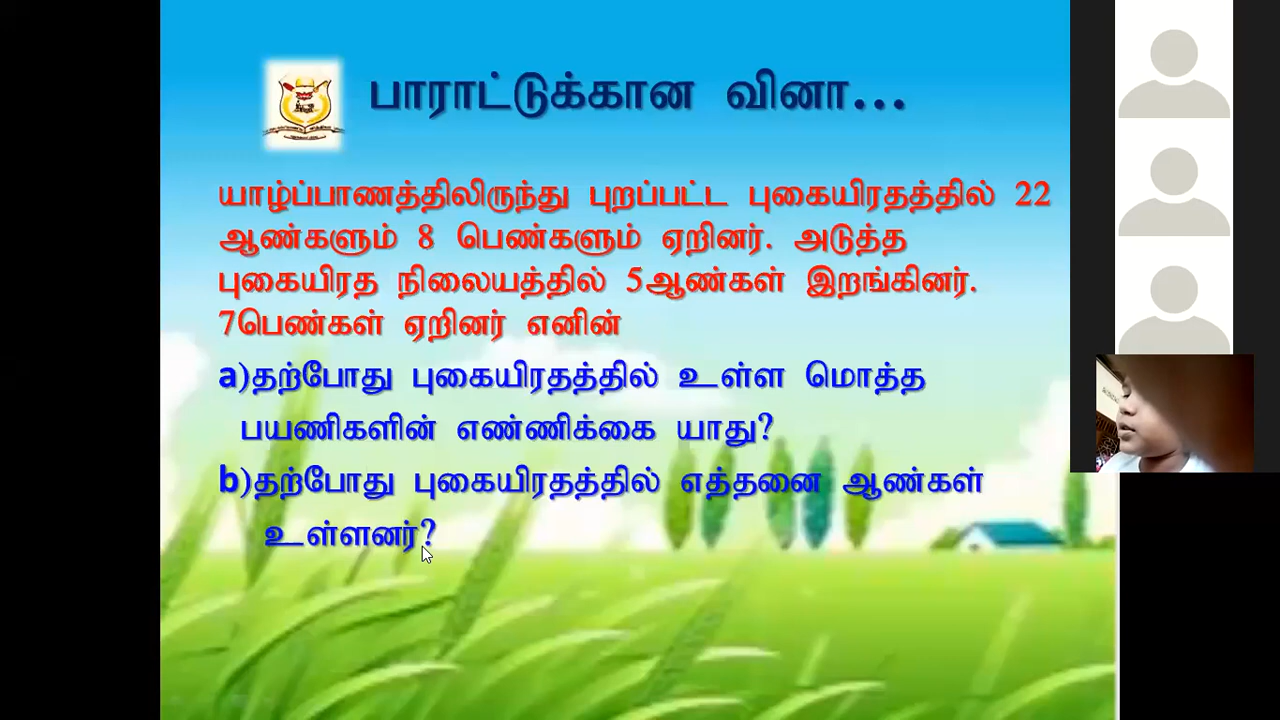 பாராட்டுக்கான வினா...
யாழ்ப்பாணத்திலிருந்து புறப்பட்ட புகையிரதத்தில் 22
ஆண்களும் 8 பெண்களும் ஏறினர். அடுத்த
புகையிரத நிலையத்தில் 5ஆண்கள் இறங்கினர்.
7பெண்கள் ஏறினர் எனின்
a)தற்போது புகையிரதத்தில் உள்ள மொத்த
பயணிகளின் எண்ணிக்கை யாது?
b)தற்போது புகையிரதத்தில் எத்தனை ஆண்கள்
உள்ளனர்?